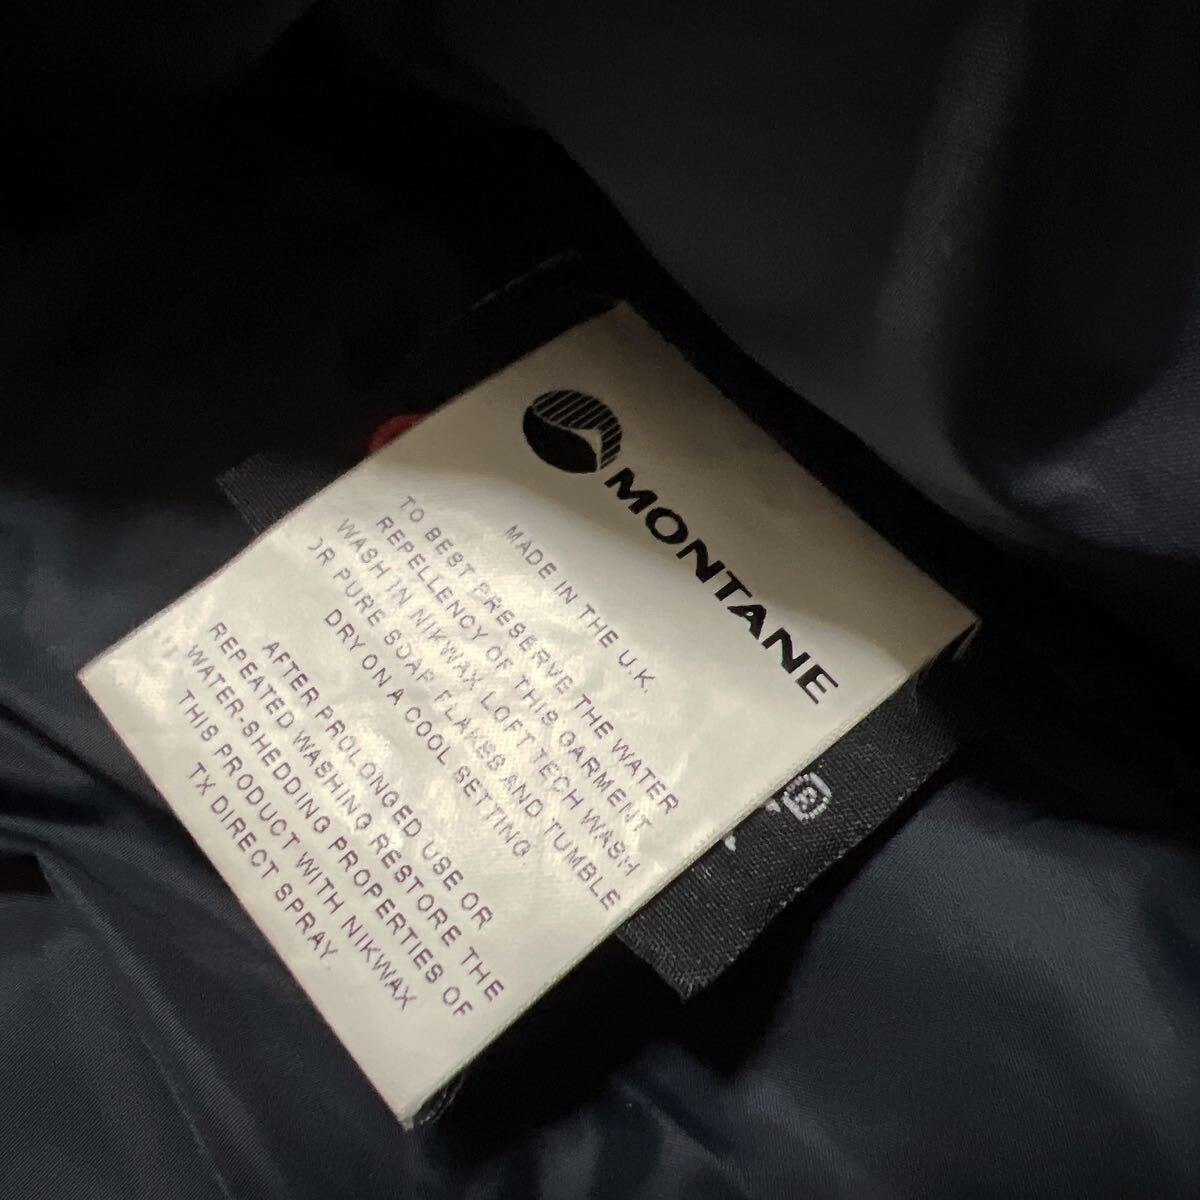 MONTANE
MADE IN THE U.K.
TO BEST PRESERVE THE WATER
REPELLENCY OF THIS GARMENT
WASH IN NIKWAX LOFT TECH WASH
OR PURE SOAP FLAKES AND TUMBLE
DRY ON A COOL SETTING
AFTER PROLONGED USE OR
REPEATED WASHING RESTORE THE
WATER-SHEDDING PROPERTIES OF
THIS PRODUCT WITH NIKWAX
TX DIRECT SPRAY